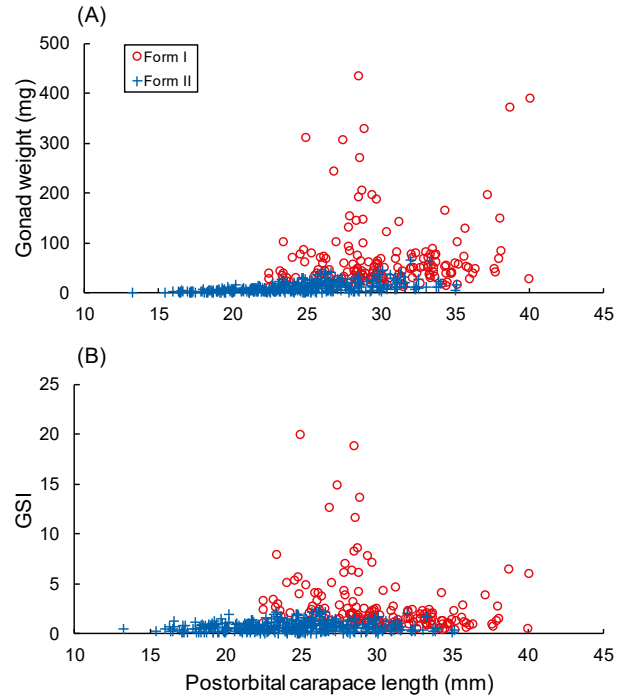 (A)
500
400
300
200
100
0
Gonad weight (mg)
Form I
Form II
10 15 20 25 30 35 40 45
(B)
25
20
15
10
5
0
GSI
10 15 20 25 30 35 40 45
Postorbital carapace length (mm)